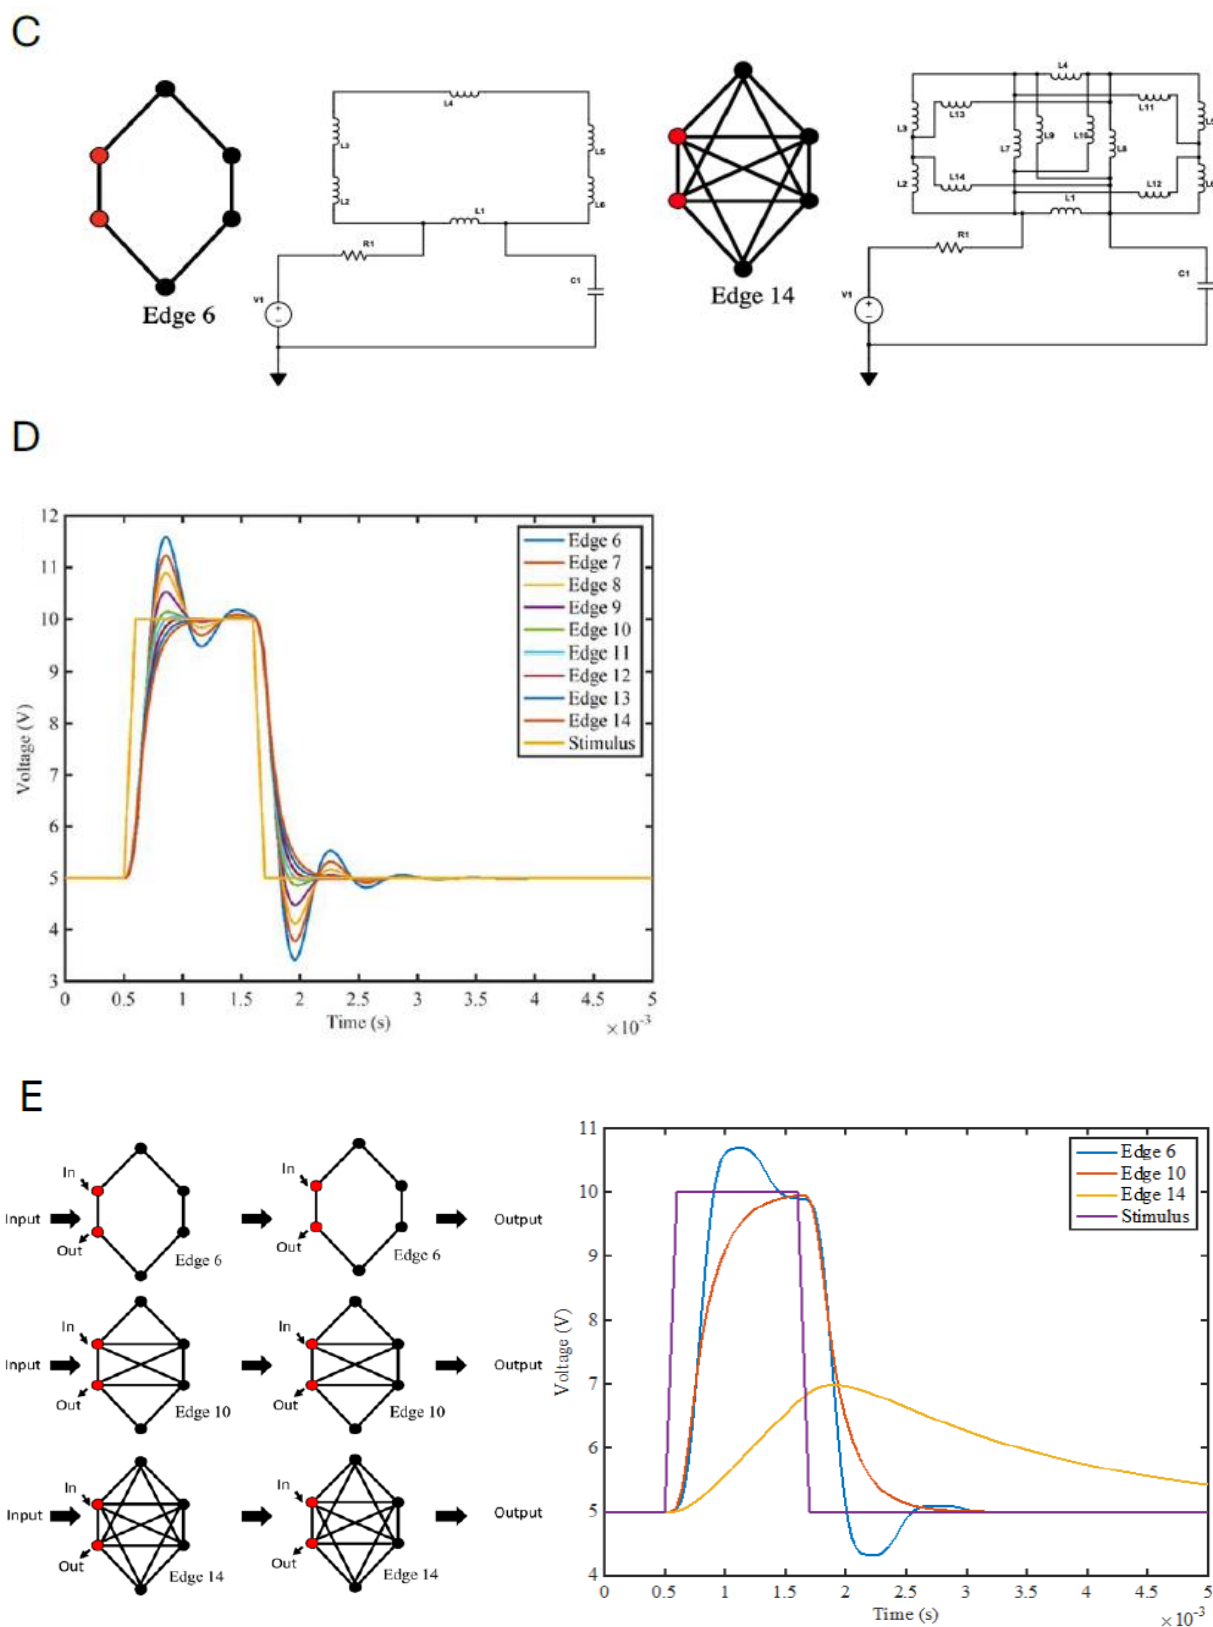 C
L4
L3
L5
L2
L6
L1
R1
V1
C1
Edge 6
L4
L13
L11
L3
L7
L9
L10
L8
L2
L14
L12
L1
R1
V1
C1
Edge 14
D
12
11
10
9
8
7
6
5
4
3
Voltage (V)
Edge 6
Edge 7
Edge 8
Edge 9
Edge 10
Edge 11
Edge 12
Edge 13
Edge 14
Stimulus
0 0.5 1 1.5 2 2.5 3 3.5 4 4.5 5
Time (s)
×10⁻³
E
In
In
Input
Output
Out
Edge 6
Out
Edge 6
In
In
Input
Output
Out
Edge 10
Out
Edge 10
In
In
Input
Output
Out
Edge 14
Out
Edge 14
11
10
9
8
7
6
5
4
Voltage (V)
Edge 6
Edge 10
Edge 14
Stimulus
0 0.5 1 1.5 2 2.5 3 3.5 4 4.5 5
Time (s)
×10⁻³